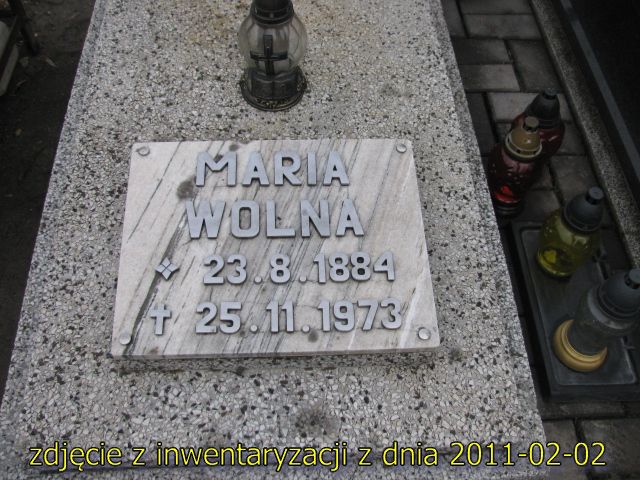 MARIA
WOLNA
23.8.1884
✝ 25.11.1973
zdjęcie z inwentaryzacji z dnia 2011-02-02